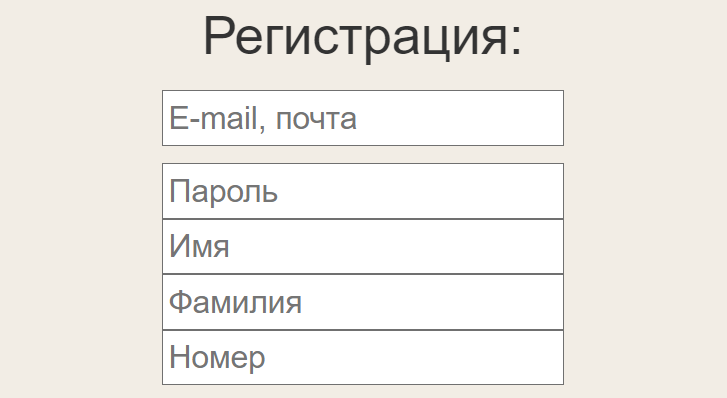 Регистрация:
E-mail, почта
Пароль
Имя
Фамилия
Номер